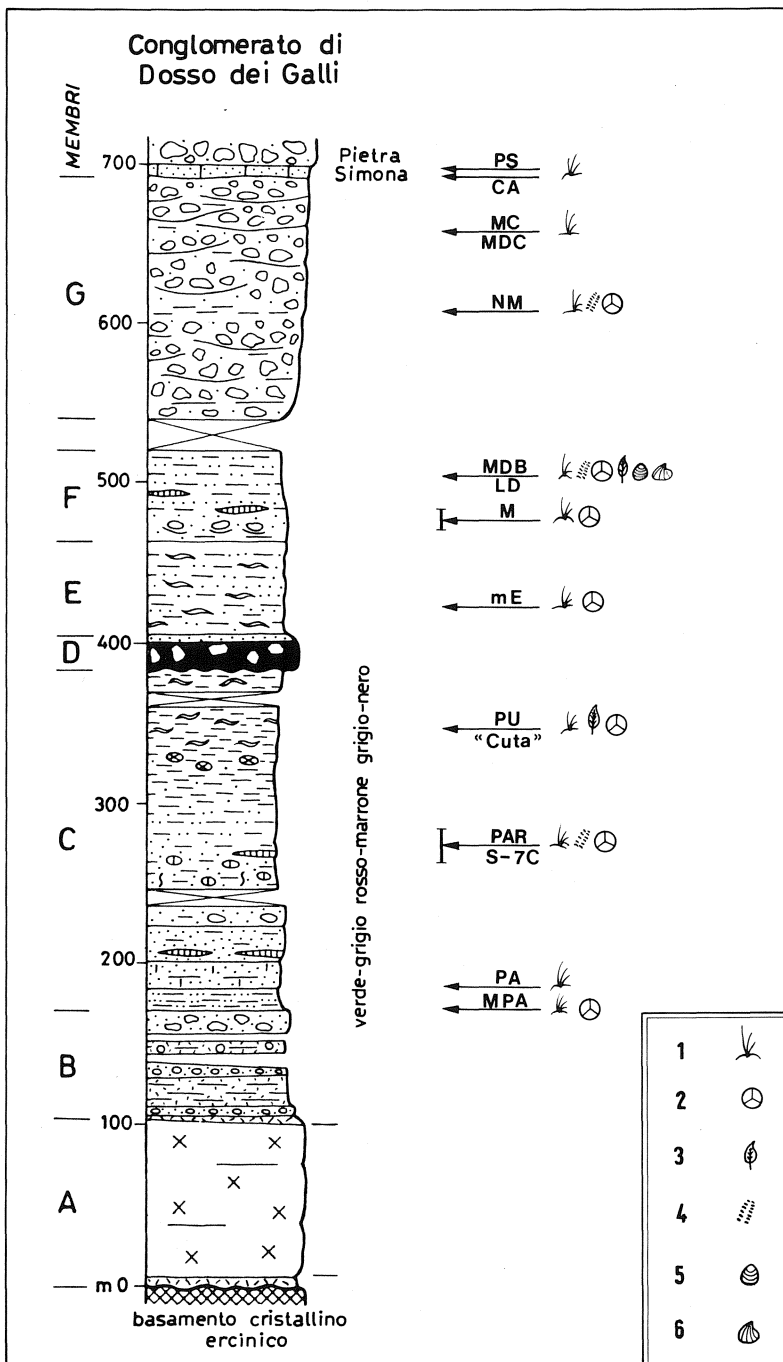 Conglomerato di
Dosso dei Galli
MEMBRI
700
Pietra
Simona
PS
CA
MC
MDC
G
NM
600
500
MDB
LD
F
M
E
mE
400
D
verde-grigio rosso-marrone grigio-nero
PU
“Cuta”
300
C
PAR
S-7C
200
PA
MPA
B
100
A
m 0
basamento cristallino
ercinico
1
2
3
4
5
6